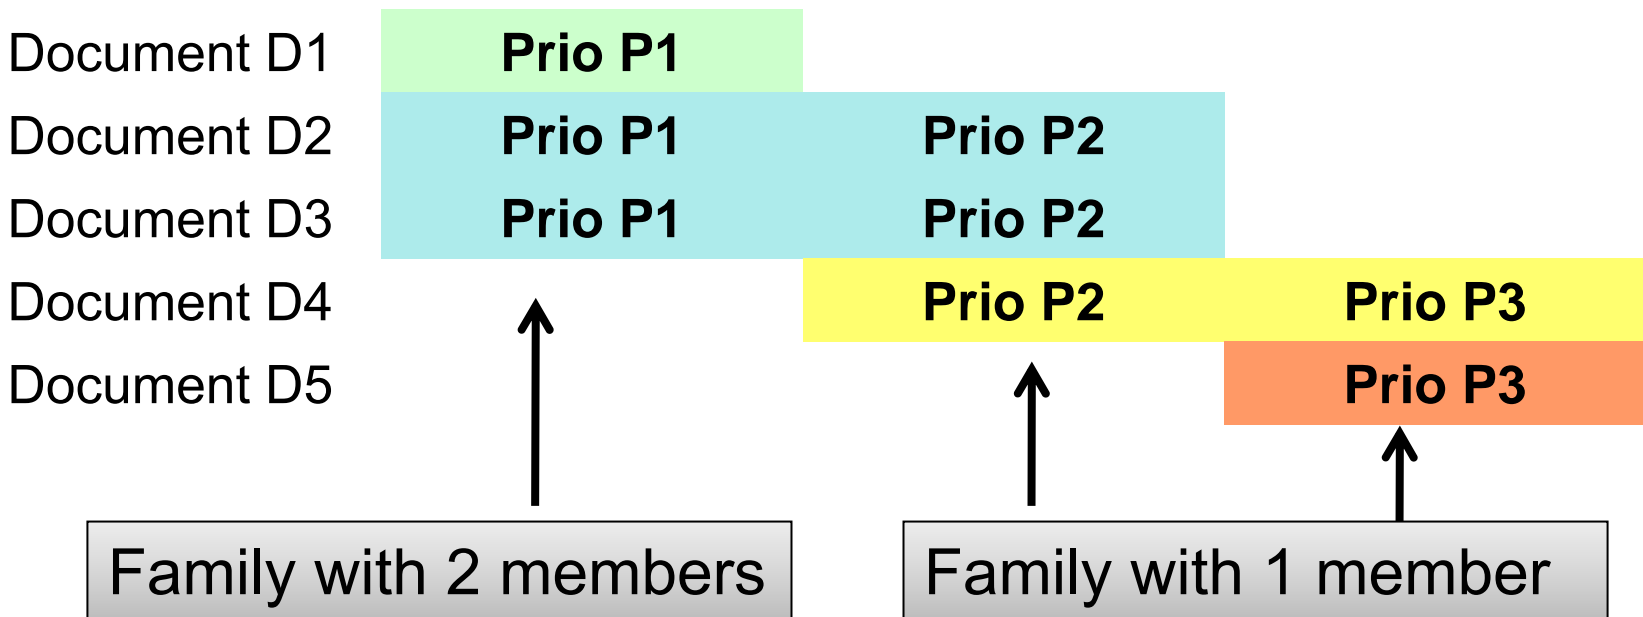 Document D1 Prio P1
Document D2 Prio P1 Prio P2
Document D3 Prio P1 Prio P2
Document D4 Prio P2 Prio P3
Document D5 Prio P3
Family with 2 members Family with 1 member